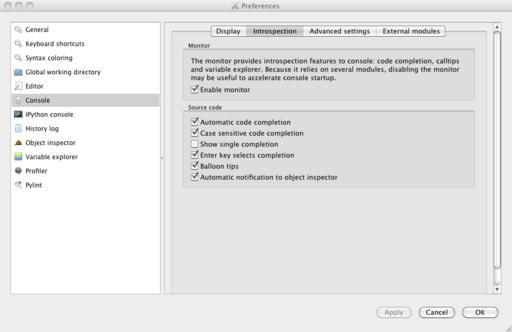 Preferences
General
Keyboard shortcuts
Syntax coloring
Global working directory
Editor
Console
IPython console
History log
Object inspector
Variable explorer
Profiler
Pylint
Display Introspection Advanced settings External modules
Monitor
The monitor provides introspection features to console: code completion, calltips
and variable explorer. Because it relies on several modules, disabling the monitor
may be useful to accelerate console startup.
Enable monitor
Source code
Automatic code completion
Case sensitive code completion
Show single completion
Enter key selects completion
Balloon tips
Automatic notification to object inspector
Apply Cancel OK